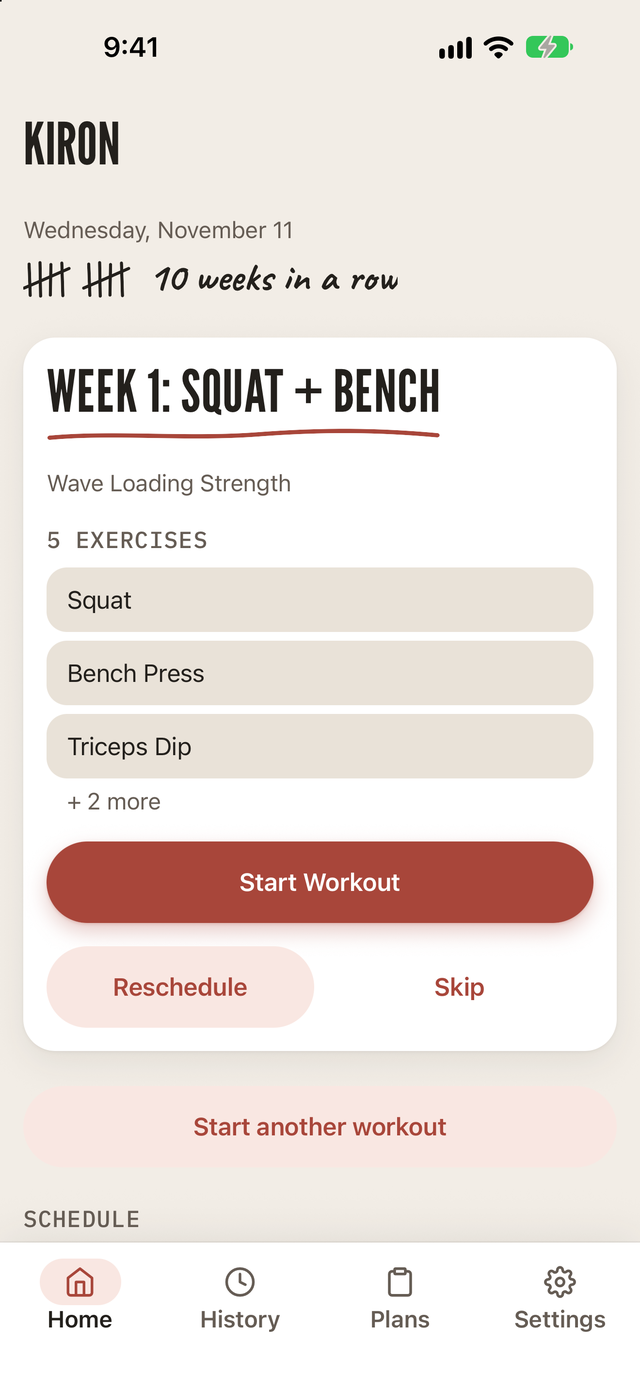 9:41
KIRON
Wednesday, November 11
10 weeks in a row
WEEK 1: SQUAT + BENCH
Wave Loading Strength
5 EXERCISES
Squat
Bench Press
Triceps Dip
+ 2 more
Start Workout
Reschedule Skip
Start another workout
SCHEDULE
Home History Plans Settings